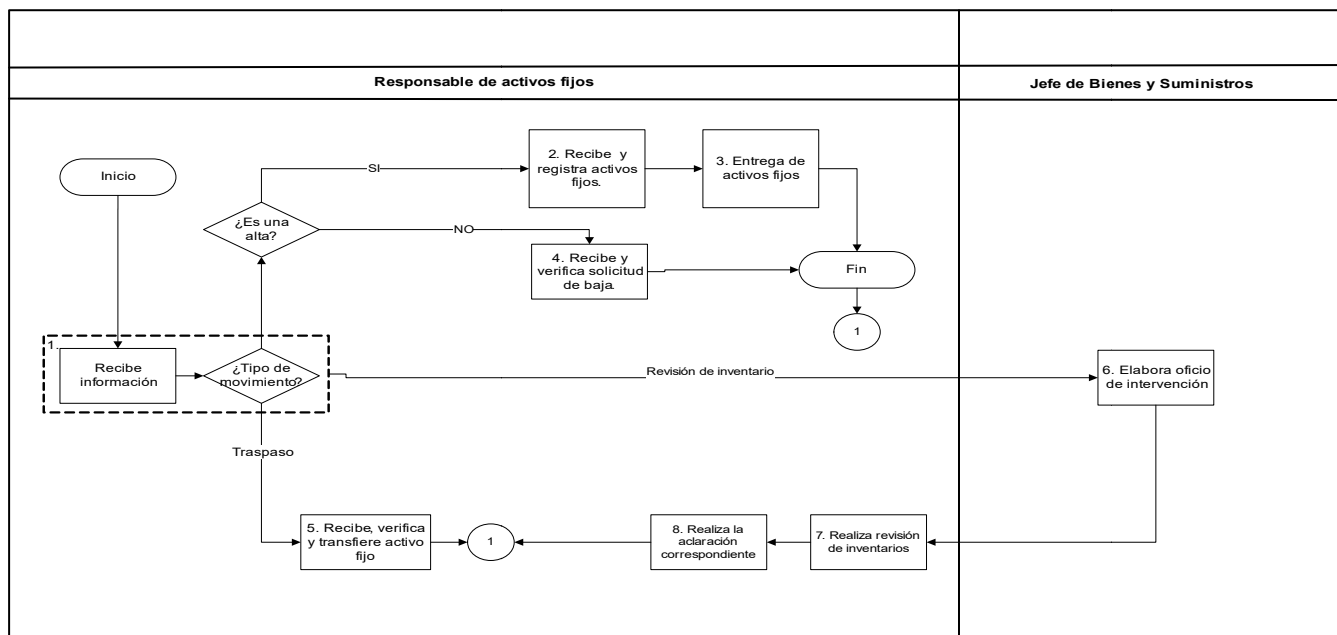 Responsable de activos fijos
Jefe de Bienes y Suministros
Inicio
SI
2. Recibe y
registra activos
fijos.
3. Entrega de
activos fijos
¿Es una
alta?
NO
4. Recibe y
verifica solicitud
de baja.
Fin
1
1.
Recibe
información
¿Tipo de
movimiento?
Revisión de inventario
6. Elabora oficio
de intervención
Traspaso
5. Recibe, verifica
y transfiere activo
fijo
1
8. Realiza la
aclaración
correspondiente
7. Realiza revisión
de inventarios